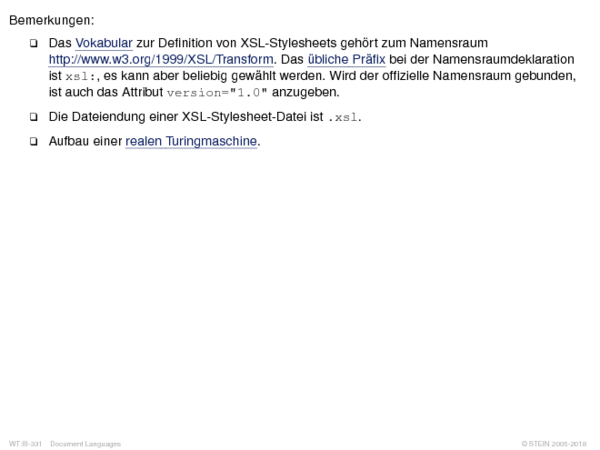 Bemerkungen:
❑ Das Vokabular zur Definition von XSL-Stylesheets gehört zum Namensraum
http://www.w3.org/1999/XSL/Transform. Das übliche Präfix bei der Namensraumdeklaration
ist xsl:, es kann aber beliebig gewählt werden. Wird der offizielle Namensraum gebunden,
ist auch das Attribut version="1.0" anzugeben.
❑ Die Dateiendung einer XSL-Stylesheet-Datei ist .xsl.
❑ Aufbau einer realen Turingmaschine.
WT:III-331 Document Languages © STEIN 2005-2018